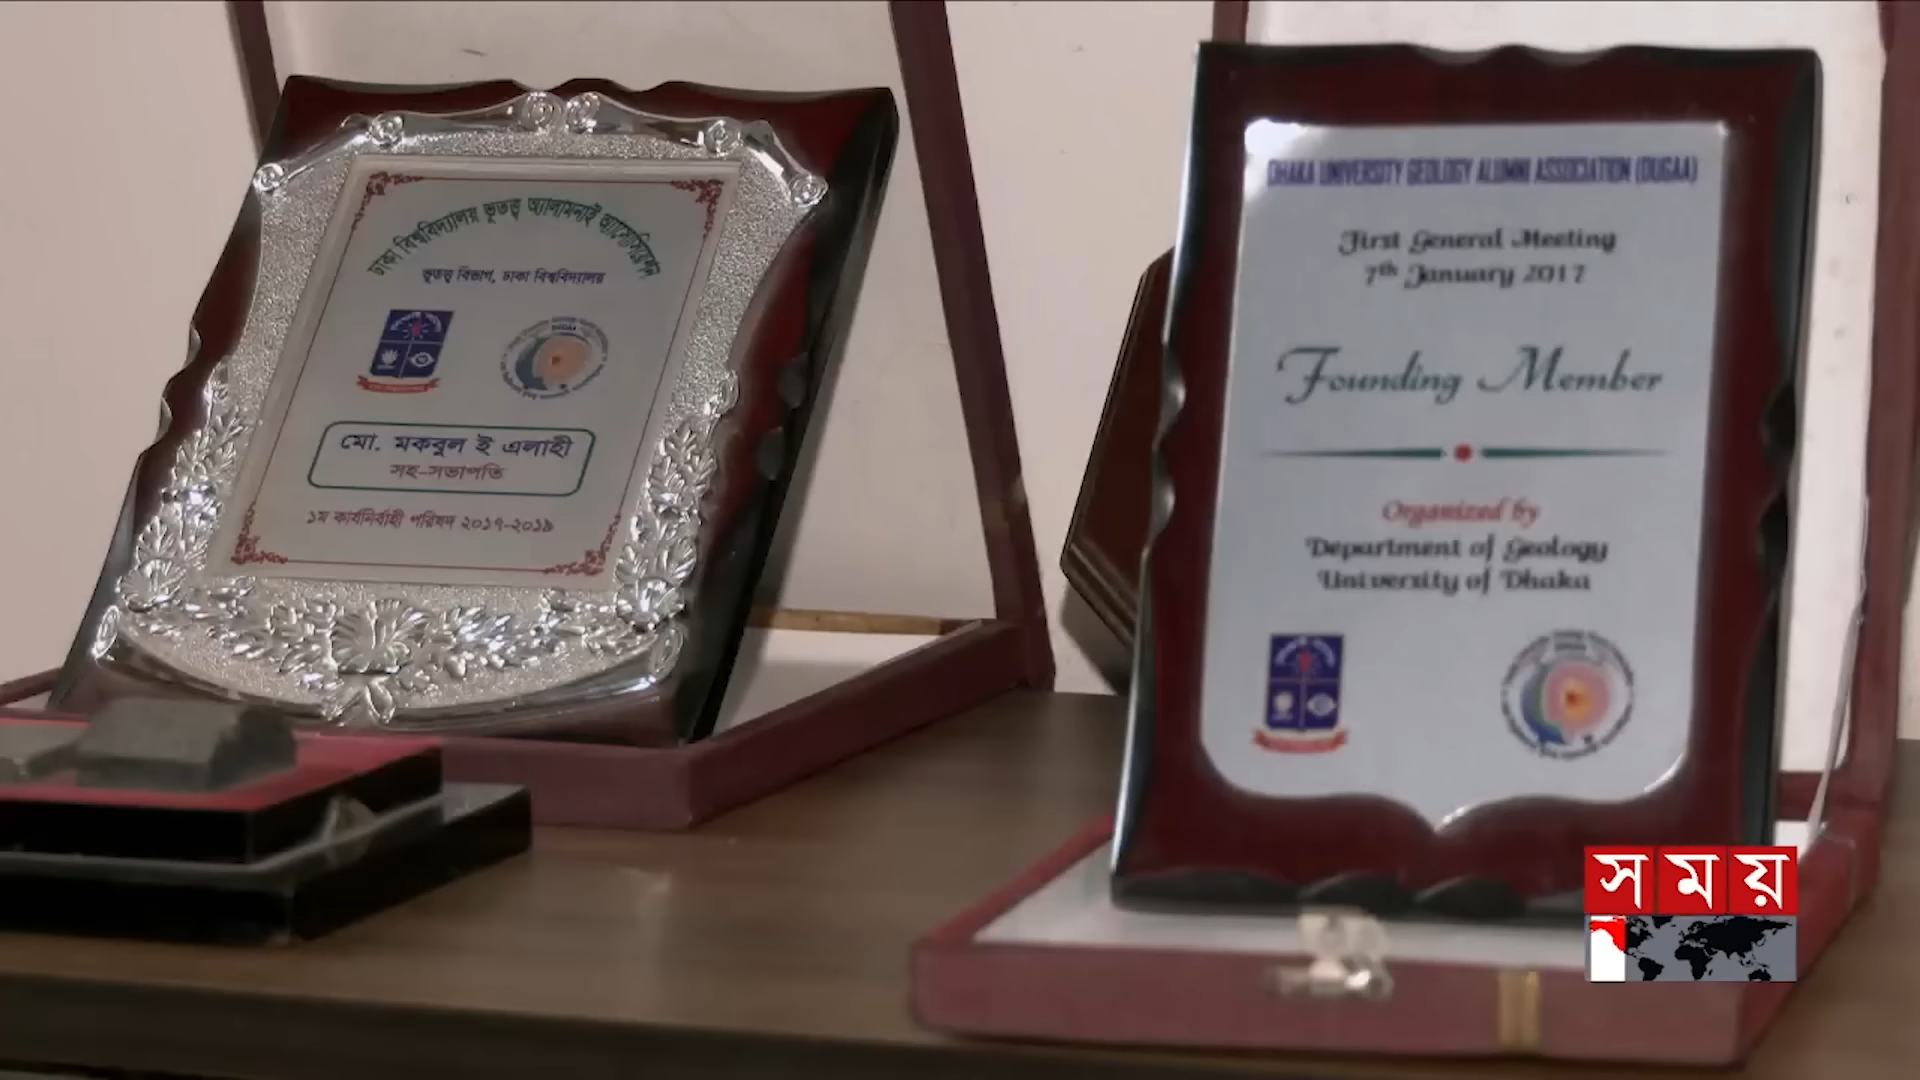 ঢাকা বিশ্ববিদ্যালয় ভূতত্ত্ব অ্যালামনাই অ্যাসোসিয়েশন
ভূতত্ত্ব বিভাগ, ঢাকা বিশ্ববিদ্যালয়
মো. মকবুল ই এলাহী
সহ-সভাপতি
১ম কার্যনির্বাহী পরিষদ ২০১৭-২০১৯
DHAKA UNIVERSITY GEOLOGY ALUMNI ASSOCIATION (DUGAA)
First General Meeting
7th January 2017
Founding Member
Organized by
Department of Geology
University of Dhaka
সময়